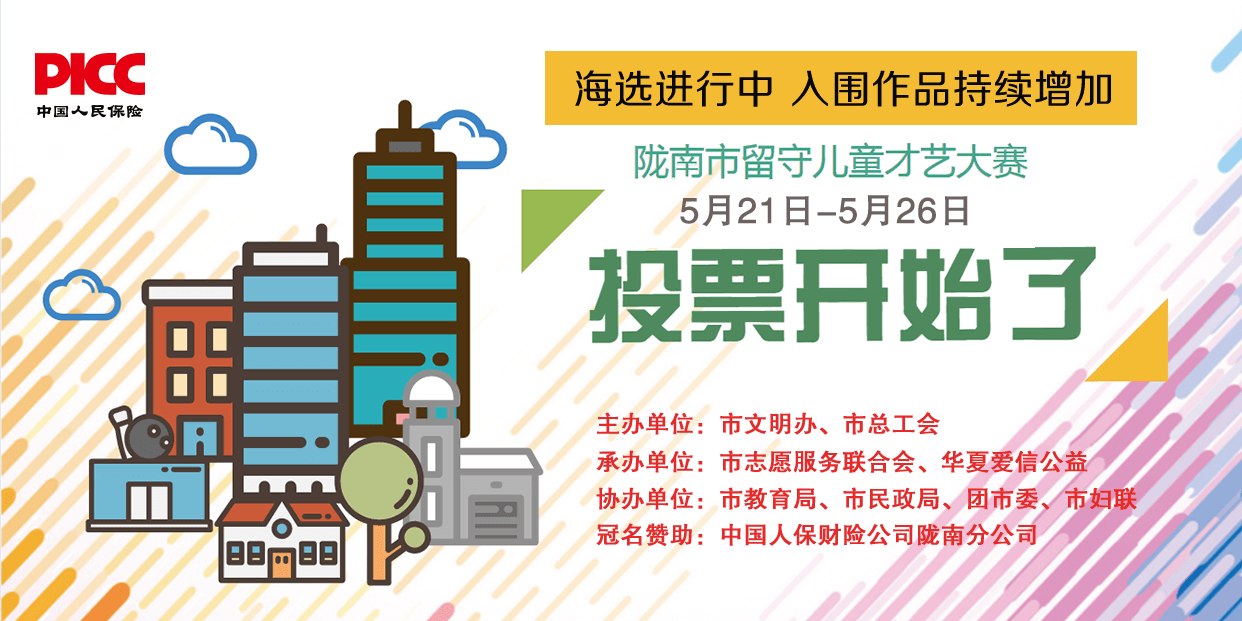 PICC
中国人民保险
海选进行中 入围作品持续增加
陇南市留守儿童才艺大赛
5月21日-5月26日
投票开始了
主办单位：市文明办、市总工会
承办单位：市志愿服务联合会、华夏爱信公益
协办单位：市教育局、市民政局、团市委、市妇联
冠名赞助：中国人保财险公司陇南分公司